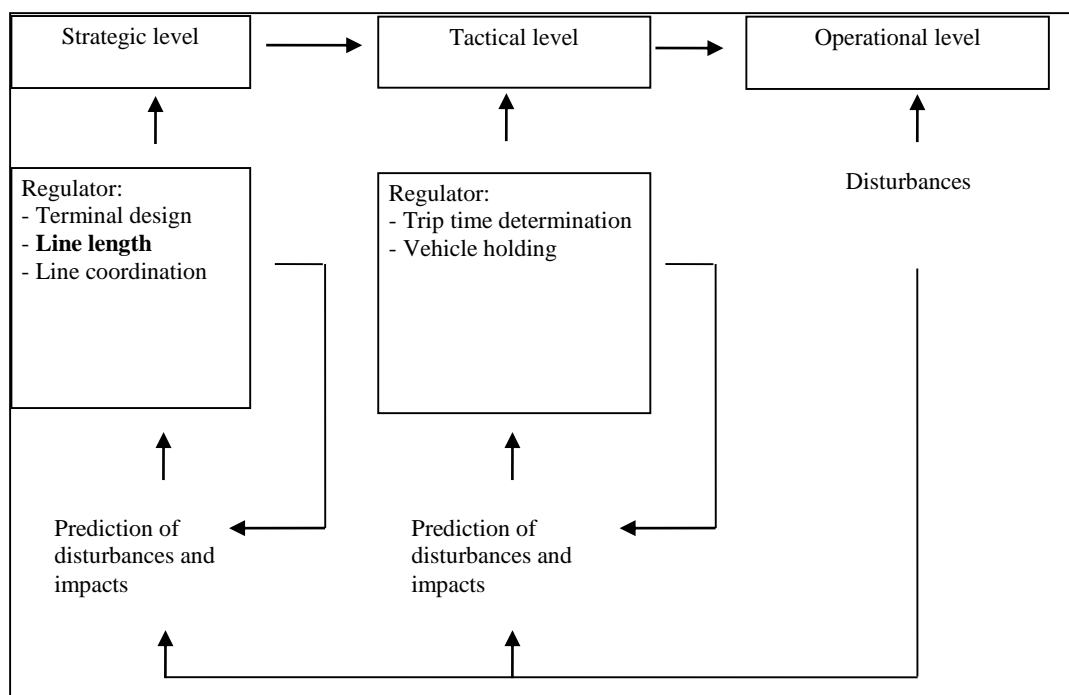 Strategic level
Tactical level
Operational level
Regulator:
- Terminal design
- Line length
- Line coordination
Regulator:
- Trip time determination
- Vehicle holding
Disturbances
Prediction of
disturbances and
impacts
Prediction of
disturbances and
impacts